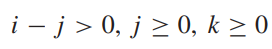 i − j > 0, j ≥ 0, k ≥ 0